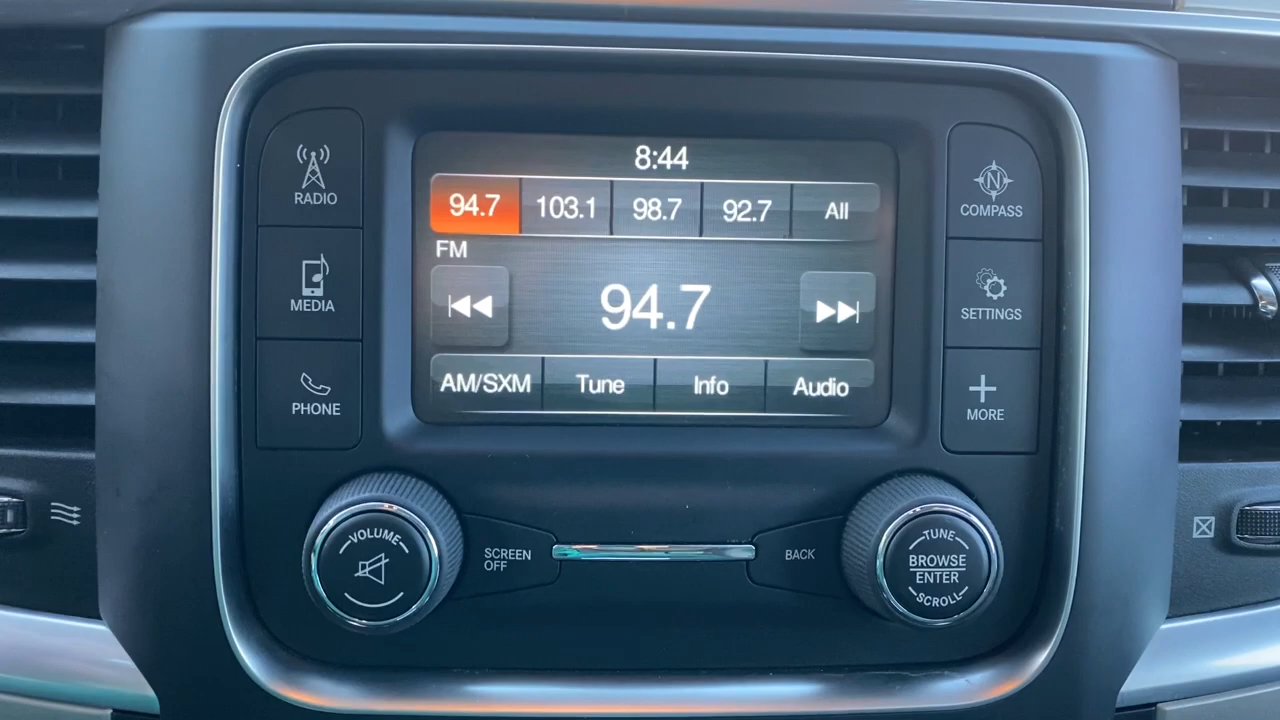 8:44
94.7 103.1 98.7 92.7 All
FM
94.7
AM/SXM Tune Info Audio
RADIO
MEDIA
PHONE
N
COMPASS
SETTINGS
MORE
VOLUME
SCREEN
OFF
BACK
TUNE
BROWSE
ENTER
SCROLL